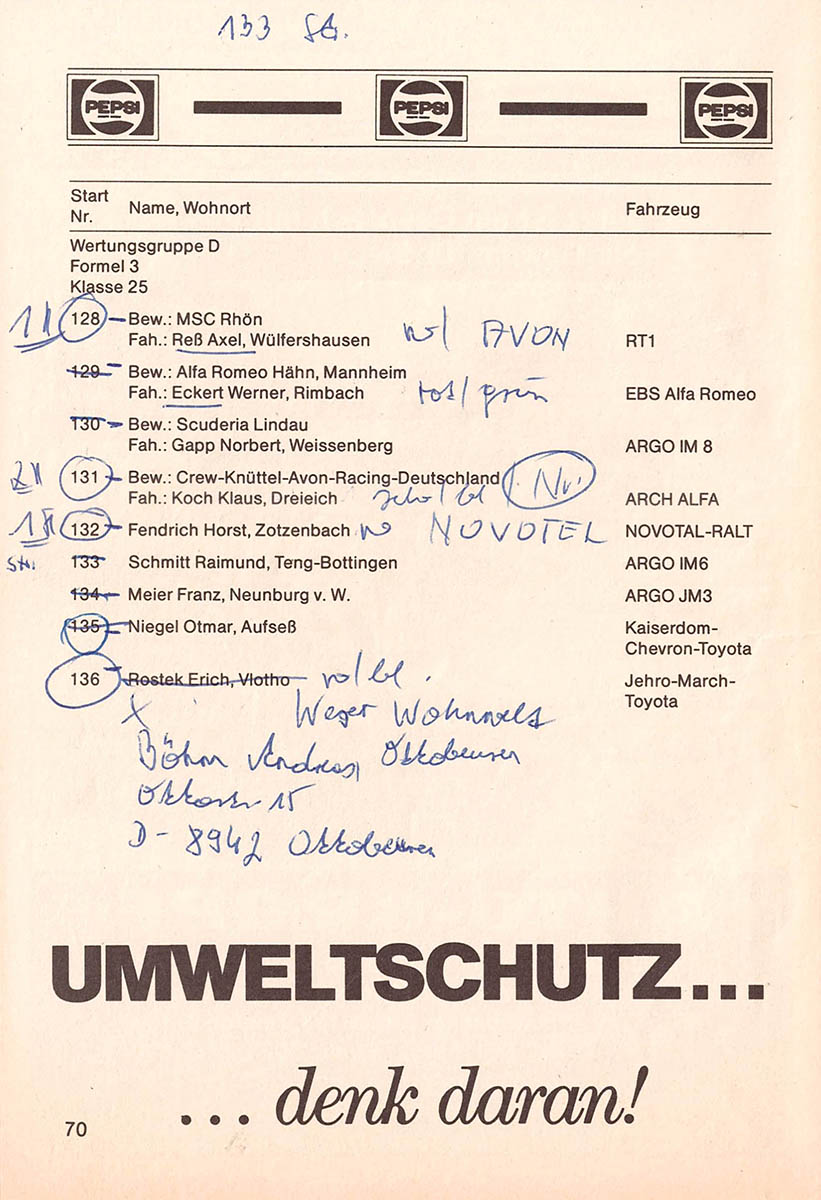 133 St.
PEPSI PEPSI PEPSI
Start
Nr. Name, Wohnort Fahrzeug
Wertungsgruppe D
Formel 3
Klasse 25
128 Bew.: MSC Rhön
Fah.: Reß Axel, Wülfershausen AVON RT1
129 Bew.: Alfa Romeo Hähn, Mannheim
Fah.: Eckert Werner, Rimbach rot/grün EBS Alfa Romeo
130 Bew.: Scuderia Lindau
Fah.: Gapp Norbert, Weissenberg ARGO IM 8
131 Bew.: Crew-Knüttel-Avon-Racing-Deutschland Nr.
Fah.: Koch Klaus, Dreieich ARCH ALFA
132 Fendrich Horst, Zotzenbach NOVOTEL NOVOTAL-RALT
133 Schmitt Raimund, Teng-Bottingen ARGO IM6
134 Meier Franz, Neunburg v. W. ARGO JM3
135 Niegel Otmar, Aufseß Kaiserdom-
Chevron-Toyota
136 Rostek Erich, Vlotho ro/bl. Jehro-March-
Toyota
X
Böhm Andreas Ottobeuren
15
D-8942 Ottobeuren
UMWELTSCHUTZ...
...denk daran!
70